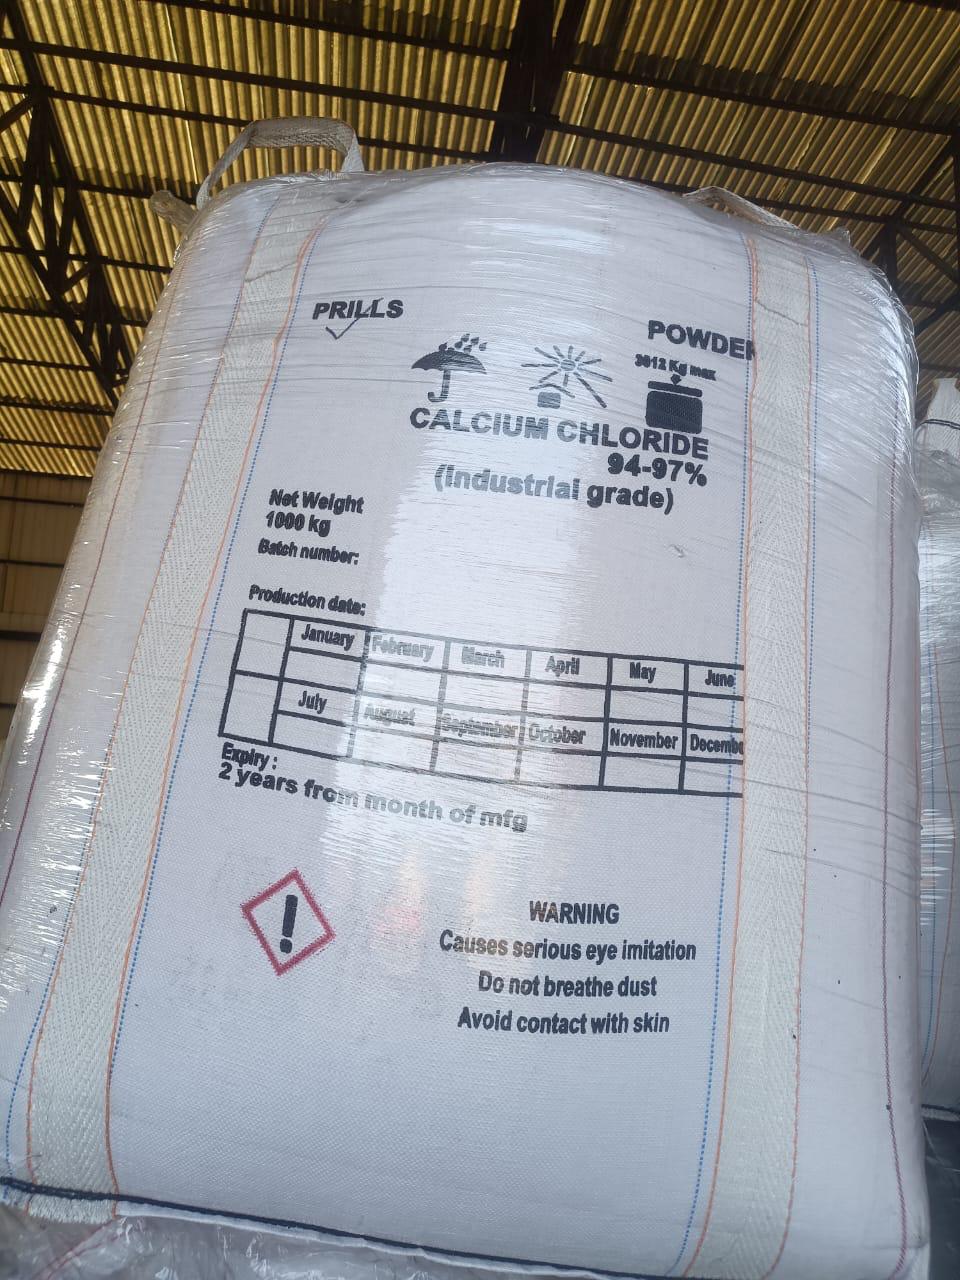 PRILLS
POWDER
3012 Kg max
CALCIUM CHLORIDE
94-97%
(Industrial grade)
Net Weight
1000 kg
Batch number:
Production date:
January February March April May June
July August September October November Decembe
Expiry :
2 years from month of mfg
!
WARNING
Causes serious eye imitation
Do not breathe dust
Avoid contact with skin